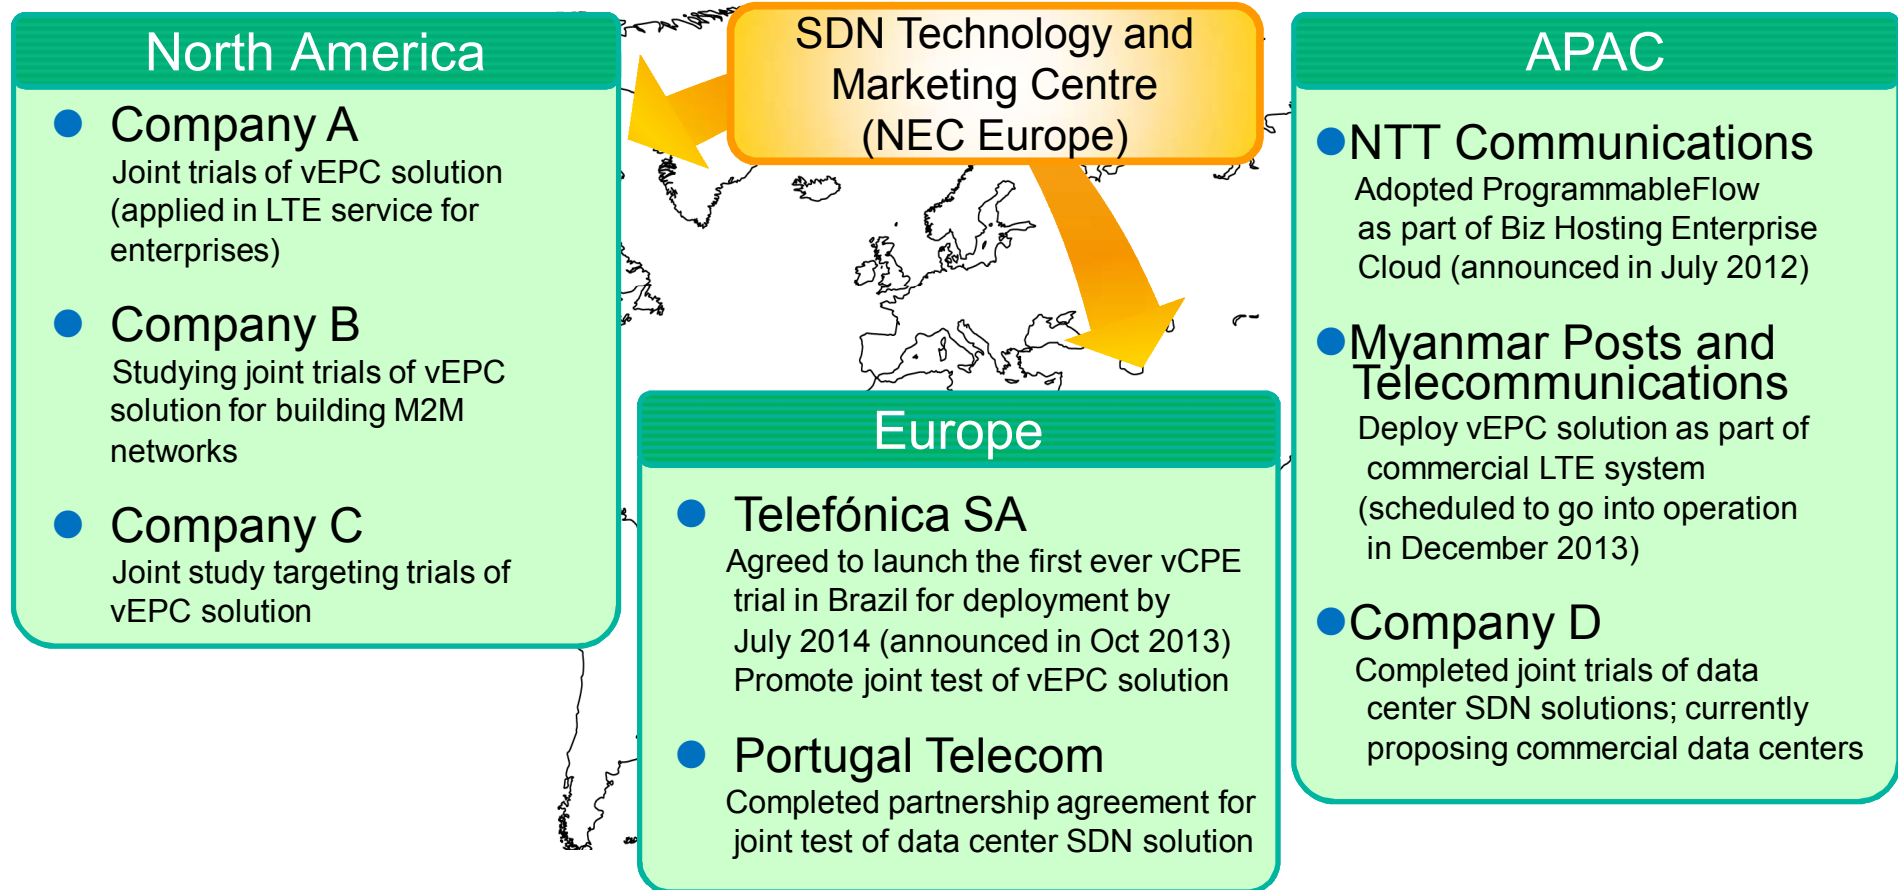 North America
Company A
Joint trials of vEPC solution
(applied in LTE service for
enterprises)
Company B
Studying joint trials of vEPC
solution for building M2M
networks
Company C
Joint study targeting trials of
vEPC solution
SDN Technology and
Marketing Centre
(NEC Europe)
Europe
Telefónica SA
Agreed to launch the first ever vCPE
trial in Brazil for deployment by
July 2014 (announced in Oct 2013)
Promote joint test of vEPC solution
Portugal Telecom
Completed partnership agreement for
joint test of data center SDN solution
APAC
NTT Communications
Adopted ProgrammableFlow
as part of Biz Hosting Enterprise
Cloud (announced in July 2012)
Myanmar Posts and
Telecommunications
Deploy vEPC solution as part of
commercial LTE system
(scheduled to go into operation
in December 2013)
Company D
Completed joint trials of data
center SDN solutions; currently
proposing commercial data centers